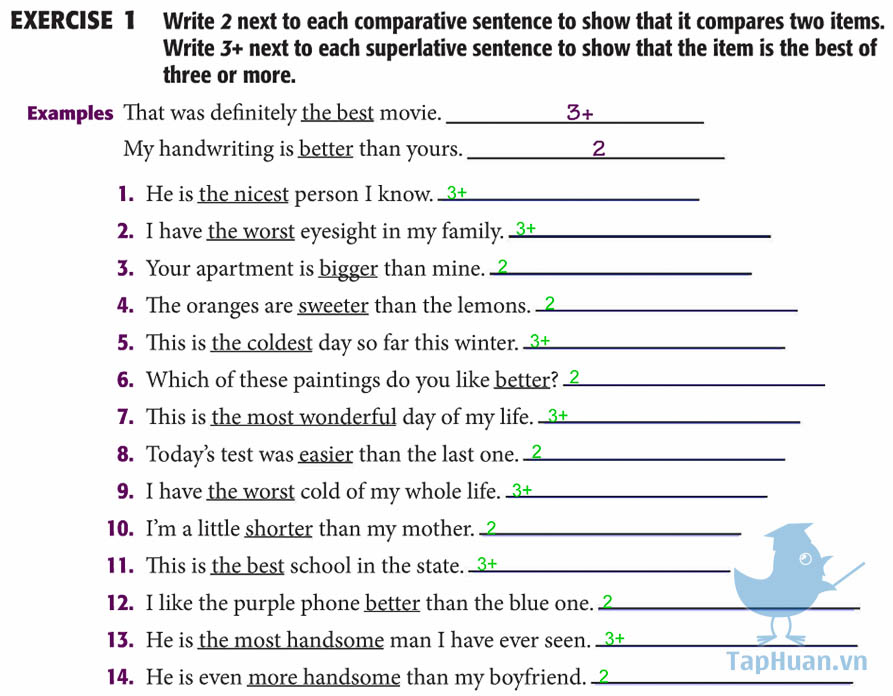 EXERCISE 1 Write 2 next to each comparative sentence to show that it compares two items.
Write 3+ next to each superlative sentence to show that the item is the best of
three or more.
Examples That was definitely the best movie. 3+
My handwriting is better than yours. 2
1. He is the nicest person I know. 3+
2. I have the worst eyesight in my family. 3+
3. Your apartment is bigger than mine. 2
4. The oranges are sweeter than the lemons. 2
5. This is the coldest day so far this winter. 3+
6. Which of these paintings do you like better? 2
7. This is the most wonderful day of my life. 3+
8. Today's test was easier than the last one. 2
9. I have the worst cold of my whole life. 3+
10. I'm a little shorter than my mother. 2
11. This is the best school in the state. 3+
12. I like the purple phone better than the blue one. 2
13. He is the most handsome man I have ever seen. 3+
TapHuan.vn
14. He is even more handsome than my boyfriend. 2